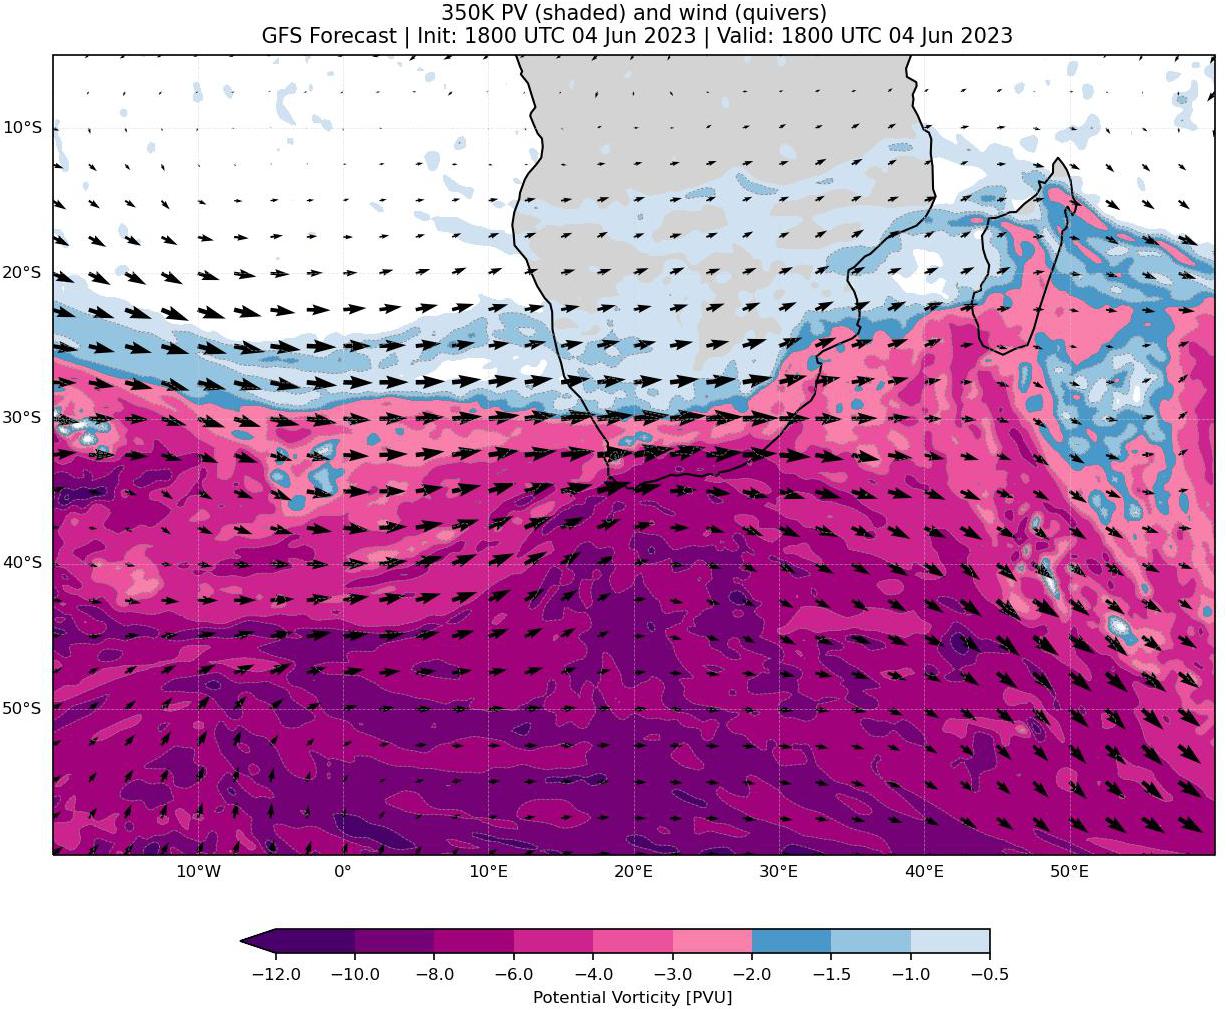 350K PV (shaded) and wind (quivers)
GFS Forecast | Init: 1800 UTC 04 Jun 2023 | Valid: 1800 UTC 04 Jun 2023
10°S
20°S
30°S
40°S
50°S
10°W 0° 10°E 20°E 30°E 40°E 50°E
−12.0 −10.0 −8.0 −6.0 −4.0 −3.0 −2.0 −1.5 −1.0 −0.5
Potential Vorticity [PVU]